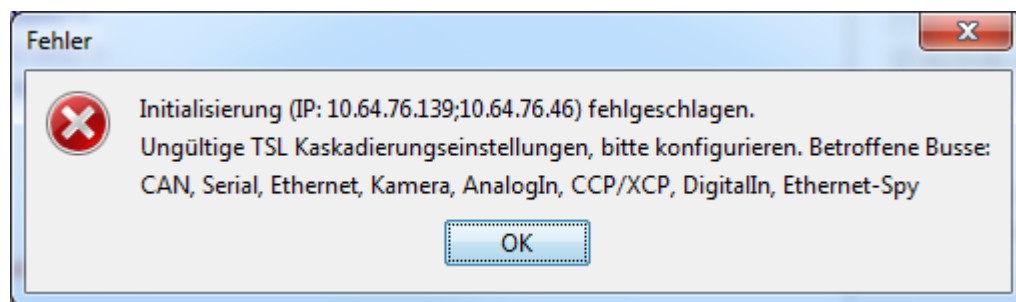 Fehler
Initialisierung (IP: 10.64.76.139;10.64.76.46) fehlgeschlagen.
Ungültige TSL Kaskadierungseinstellungen, bitte konfigurieren. Betroffene Busse:
CAN, Serial, Ethernet, Kamera, AnalogIn, CCP/XCP, DigitalIn, Ethernet-Spy
OK